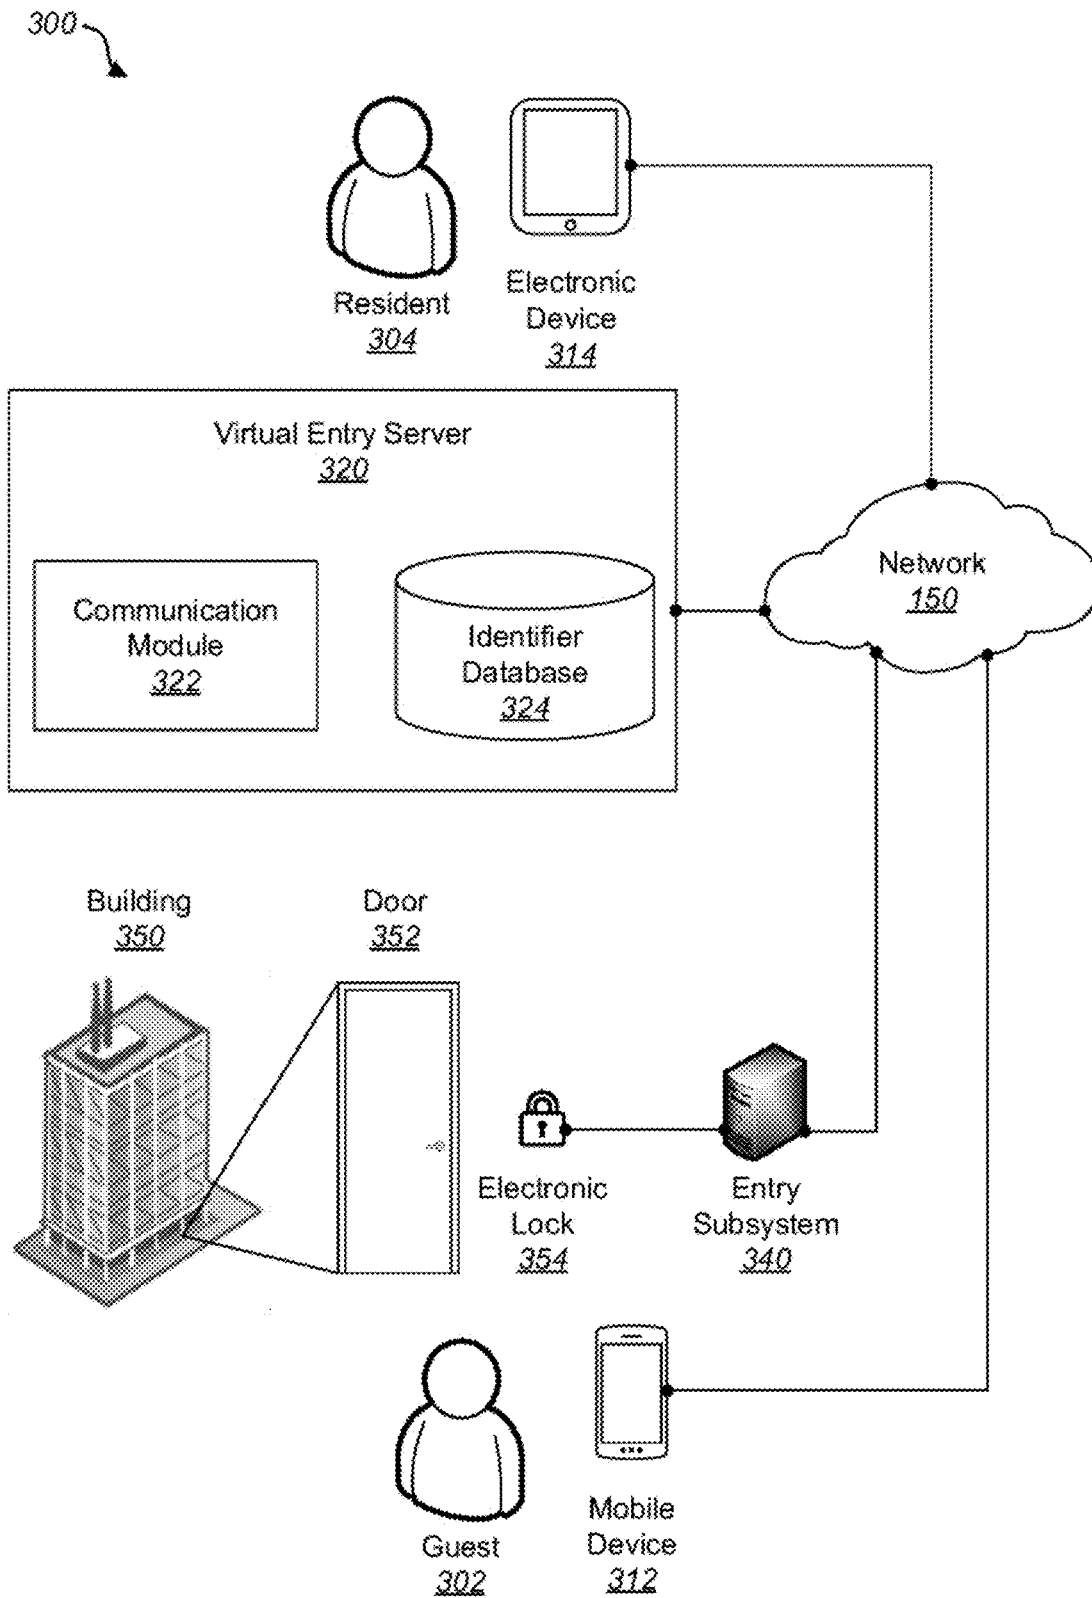 300
Resident
304
Electronic
Device
314
Virtual Entry Server
320
Communication
Module
322
Identifier
Database
324
Network
150
Building
350
Door
352
Electronic
Lock
354
Entry
Subsystem
340
Guest
302
Mobile
Device
312